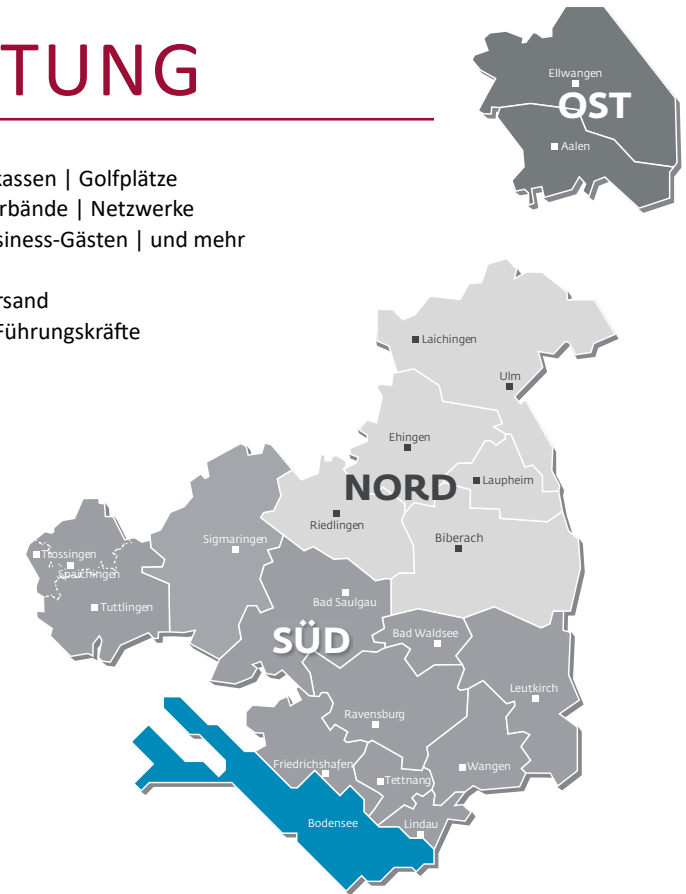 TUNG
kassen | Golfplätze
rbände | Netzwerke
siness-Gästen | und mehr
rsand
Führungskräfte
Ellwangen
OST
Aalen
Laichingen
Ulm
Ehingen
NORD
Laupheim
Riedlingen
Biberach
Sigmaringen
Trossingen
Spaichingen
Tuttlingen
Bad Saulgau
SÜD
Bad Waldsee
Leutkirch
Ravensburg
Friedrichshafen
Wangen
Tettnang
Bodensee
Lindau